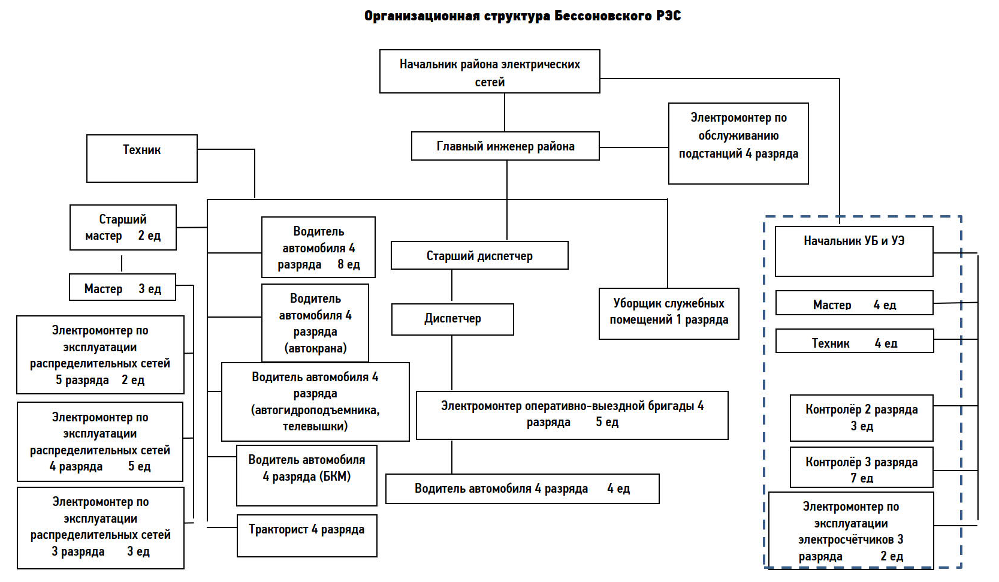 Организационная структура Бессоновского РЭС
Начальник района электрических
сетей
Главный инженер района
Электромонтер по
обслуживанию
подстанций 4 разряда
Техник
Старший
мастер 2 ед
Мастер 3 ед
Электромонтер по
эксплуатации
распределительных сетей
5 разряда 2 ед
Электромонтер по
эксплуатации
распределительных сетей
4 разряда 5 ед
Электромонтер по
эксплуатации
распределительных сетей
3 разряда 3 ед
Водитель
автомобиля 4
разряда 8 ед
Водитель
автомобиля 4
разряда
(автокрана)
Водитель автомобиля 4
разряда
(автогидроподъемника,
телевышки)
Водитель автомобиля
4 разряда (БКМ)
Тракторист 4 разряда
Старший диспетчер
Диспетчер
Электромонтер оперативно-выездной бригады 4
разряда 5 ед
Водитель автомобиля 4 разряда 4 ед
Уборщик служебных
помещений 1 разряда
Начальник УБ и УЭ
Мастер 4 ед
Техник 4 ед
Контролёр 2 разряда
3 ед
Контролёр 3 разряда
7 ед
Электромонтер по
эксплуатации
электросчётчиков 3
разряда 2 ед